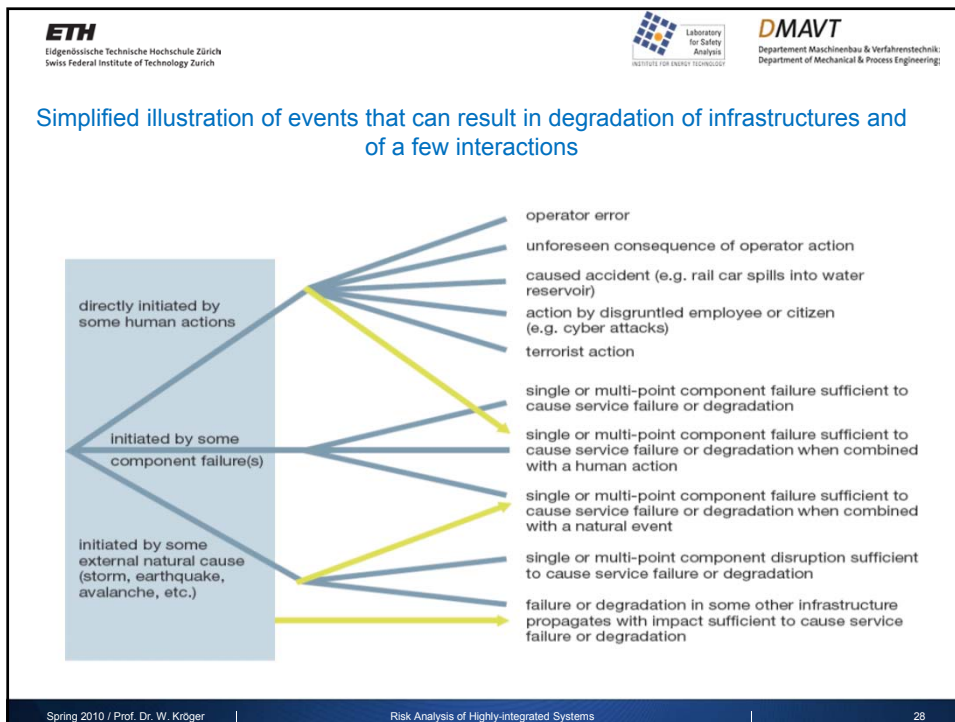 ETH
Eidgenössische Technische Hochschule Zürich
Swiss Federal Institute of Technology Zurich
Laboratory
for Safety
Analysis
INSTITUTE FOR ENERGY TECHNOLOGY
DMAVT
Departement Maschinenbau & Verfahrenstechnik
Department of Mechanical & Process Engineering
Simplified illustration of events that can result in degradation of infrastructures and
of a few interactions
directly initiated by
some human actions
initiated by some
component failure(s)
initiated by some
external natural cause
(storm, earthquake,
avalanche, etc.)
operator error
unforeseen consequence of operator action
caused accident (e.g. rail car spills into water
reservoir)
action by disgruntled employee or citizen
(e.g. cyber attacks)
terrorist action
single or multi-point component failure sufficient to
cause service failure or degradation
single or multi-point component failure sufficient to
cause service failure or degradation when combined
with a human action
single or multi-point component failure sufficient to
cause service failure or degradation when combined
with a natural event
single or multi-point component disruption sufficient
to cause service failure or degradation
failure or degradation in some other infrastructure
propagates with impact sufficient to cause service
failure or degradation
Spring 2010 / Prof. Dr. W. Kröger | Risk Analysis of Highly-integrated Systems | 28